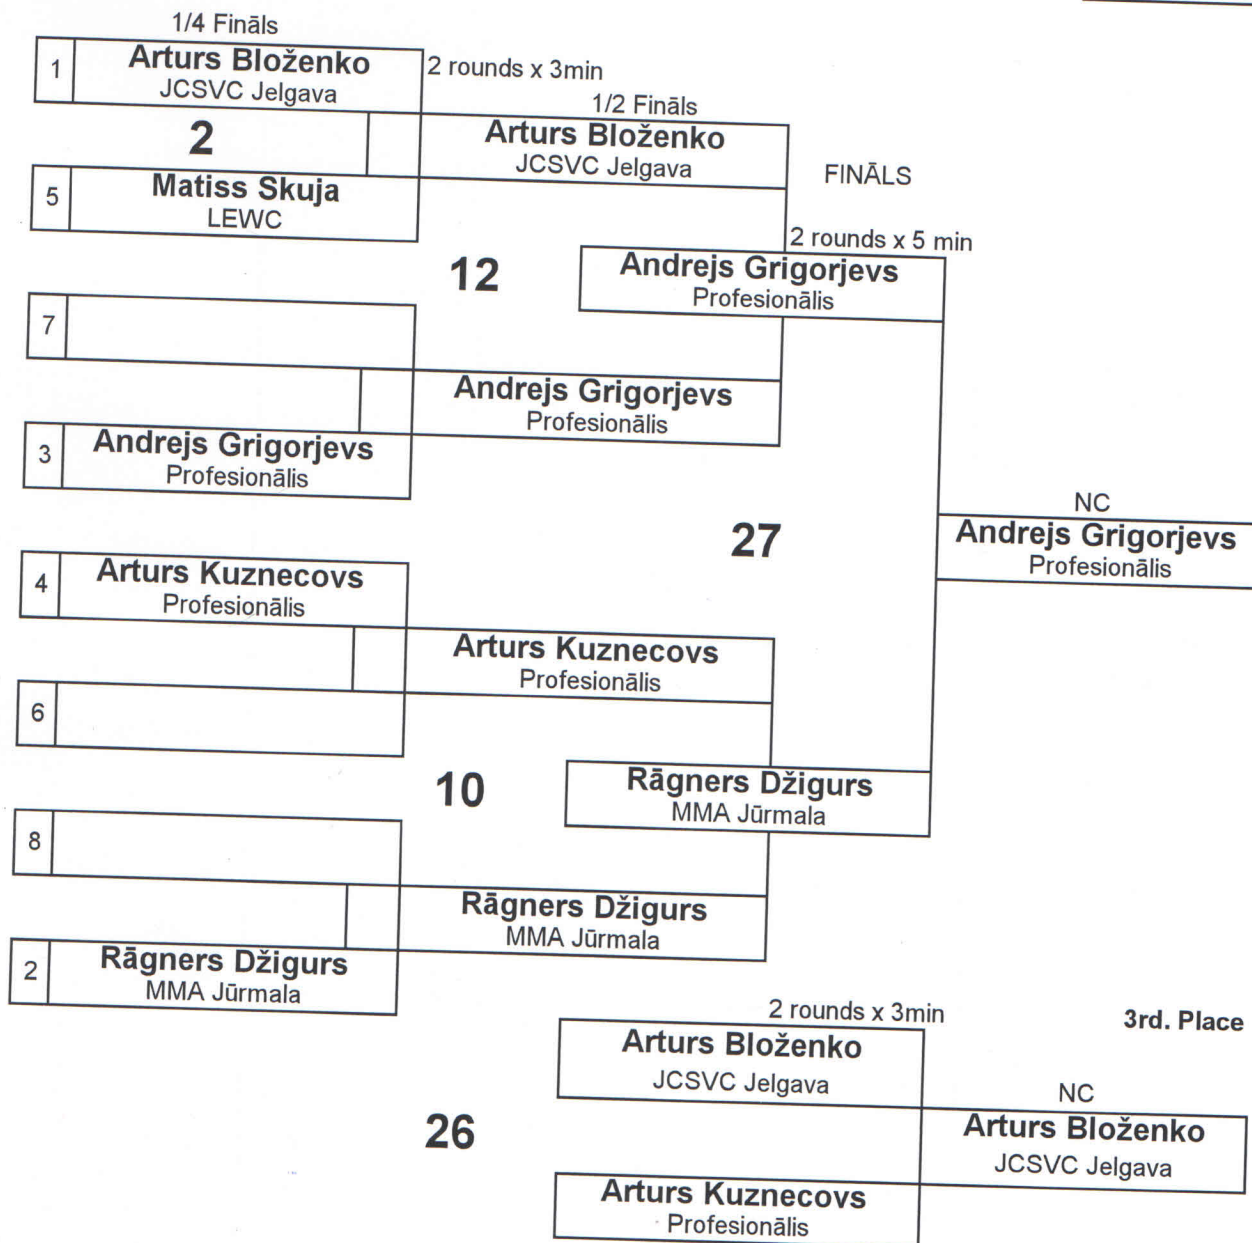 1/4 Fināls
1
Arturs Bloženko
JCSVC Jelgava
2 rounds x 3min
1/2 Fināls
2
Arturs Bloženko
JCSVC Jelgava
5
Matiss Skuja
LEWC
FINĀLS
2 rounds x 5 min
12
Andrejs Grigorjevs
Profesionālis
7
Andrejs Grigorjevs
Profesionālis
3
Andrejs Grigorjevs
Profesionālis
27
NC
Andrejs Grigorjevs
Profesionālis
4
Arturs Kuznecovs
Profesionālis
Arturs Kuznecovs
Profesionālis
6
10
Rāgners Džigurs
MMA Jūrmala
8
Rāgners Džigurs
MMA Jūrmala
2
Rāgners Džigurs
MMA Jūrmala
2 rounds x 3min
3rd. Place
Arturs Bloženko
JCSVC Jelgava
NC
26
Arturs Bloženko
JCSVC Jelgava
Arturs Kuznecovs
Profesionālis